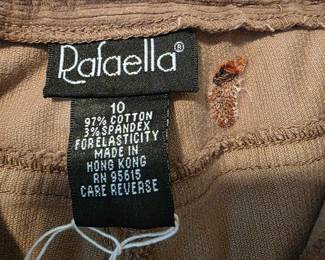 Rafaella®
10
97% COTTON
3% SPANDEX
FOR ELASTICITY
MADE IN
HONG KONG
RN 95615
CARE REVERSE